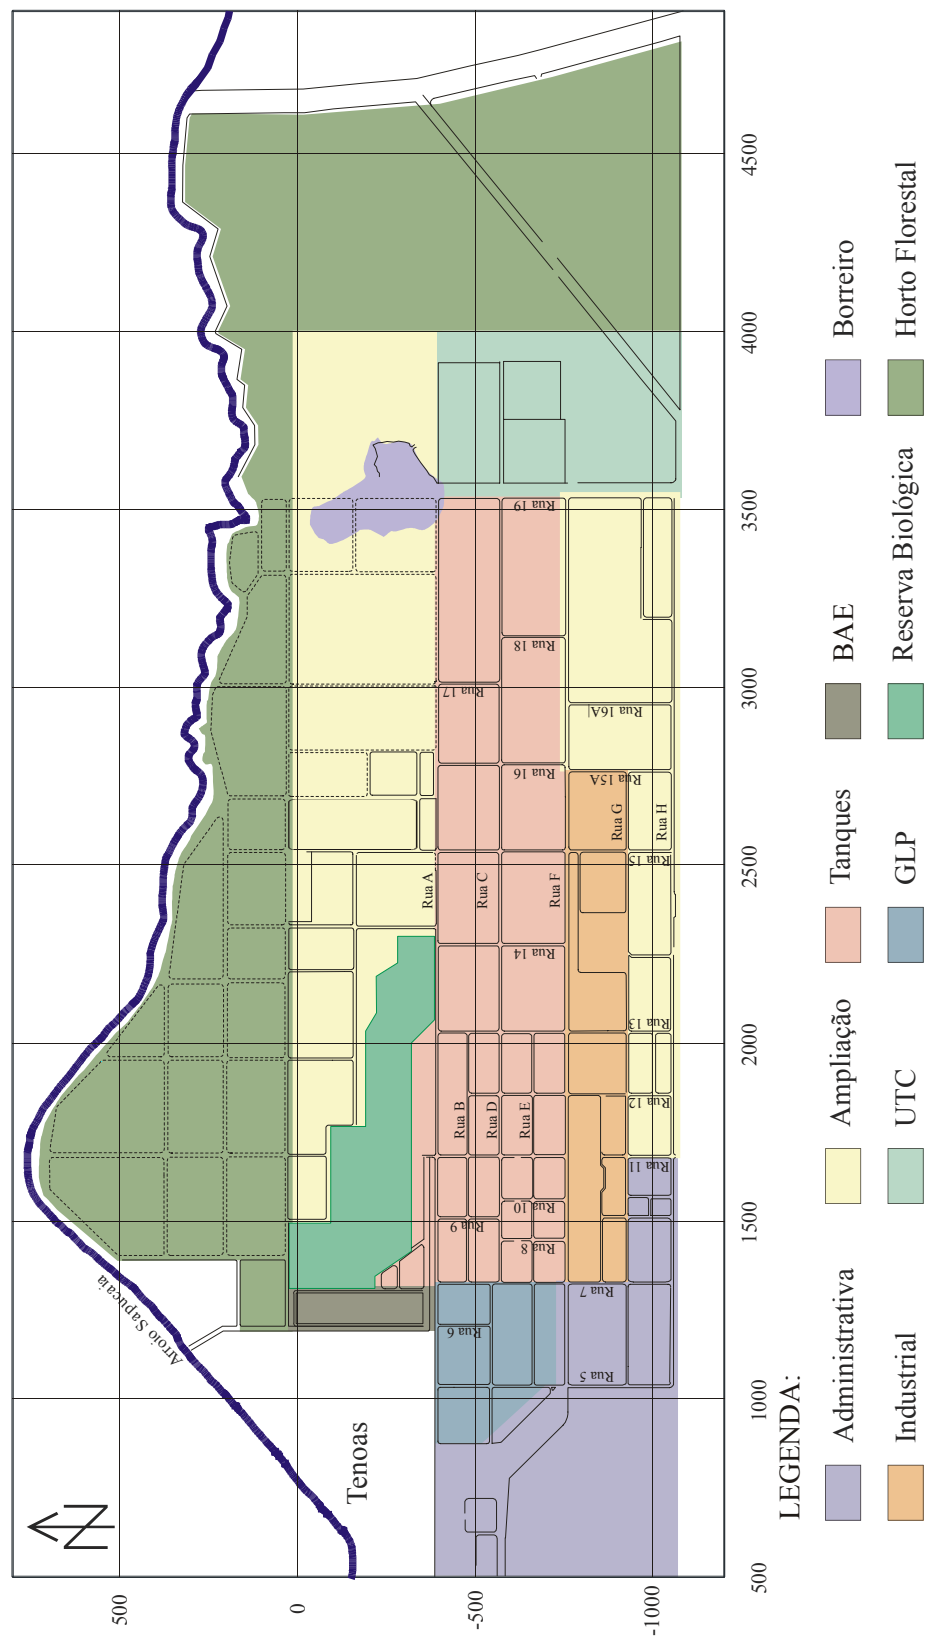 N
Arroio Sapucaia
Tenoas
Rua A
Rua B
Rua C
Rua D
Rua E
Rua F
Rua G
Rua H
Rua 5
Rua 6
Rua 7
Rua 8
Rua 9
Rua 10
Rua 11
Rua 12
Rua 13
Rua 14
Rua 15
Rua 15A
Rua 16
Rua 16A
Rua 17
Rua 18
Rua 19
500
0
-500
-1000
500
1000
1500
2000
2500
3000
3500
4000
4500
LEGENDA:
Administrativa
Ampliação
Tanques
BAE
Borreiro
Industrial
UTC
GLP
Reserva Biológica
Horto Florestal